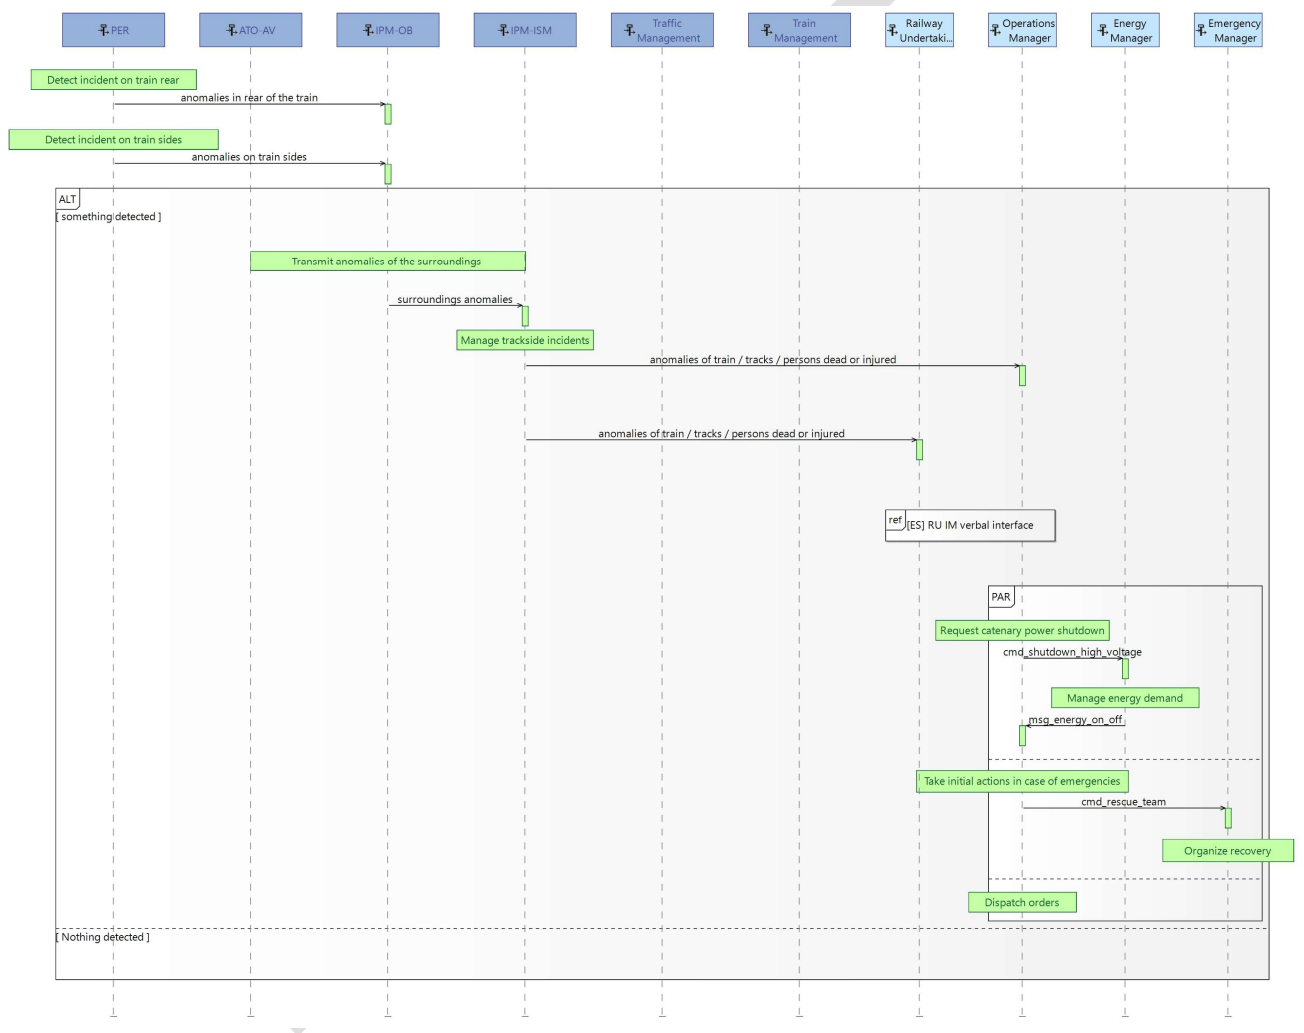 PER
ATO-AV
IPM-OB
IPM-ISM
Traffic
Management
Train
Management
Railway
Undertaki...
Operations
Manager
Energy
Manager
Emergency
Manager
Detect incident on train rear
anomalies in rear of the train
Detect incident on train sides
anomalies on train sides
ALT
[ something detected ]
Transmit anomalies of the surroundings
surroundings anomalies
Manage trackside incidents
anomalies of train / tracks / persons dead or injured
anomalies of train / tracks / persons dead or injured
ref
[ES] RU IM verbal interface
PAR
Request catenary power shutdown
cmd_shutdown_high_voltage
Manage energy demand
msg_energy_on_off
Take initial actions in case of emergencies
cmd_rescue_team
Organize recovery
Dispatch orders
[ Nothing detected ]